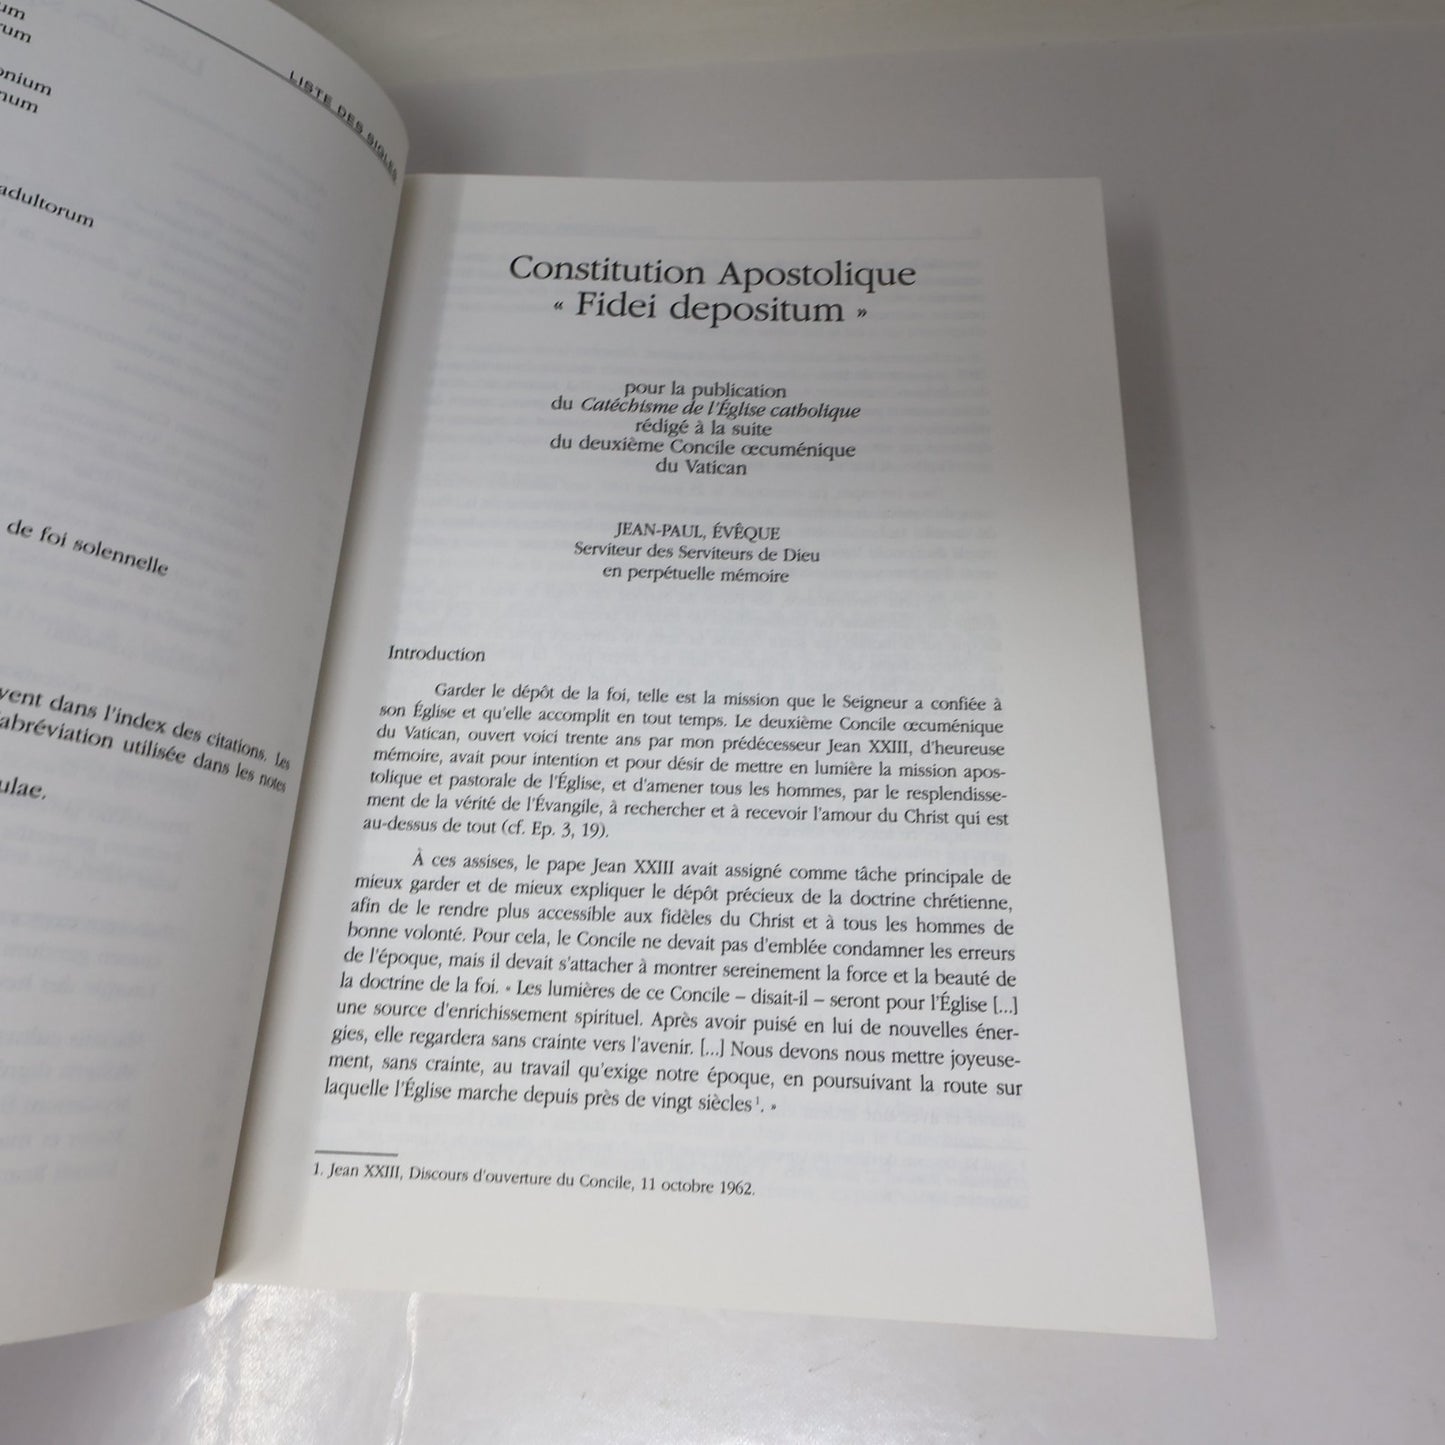 LISTE DES SIGLES
adultorum
de foi solennelle
dans l'index des citations. Les
abréviation utilisée dans les notes
Constitution Apostolique
« Fidei depositum »
pour la publication
du Catéchisme de l'Église catholique
rédigé à la suite
du deuxième Concile œcuménique
du Vatican
JEAN-PAUL, ÉVÊQUE
Serviteur des Serviteurs de Dieu
en perpétuelle mémoire
Introduction
Garder le dépôt de la foi, telle est la mission que le Seigneur a confiée à
son Église et qu'elle accomplit en tout temps. Le deuxième Concile œcuménique
du Vatican, ouvert voici trente ans par mon prédécesseur Jean XXIII, d'heureuse
mémoire, avait pour intention et pour désir de mettre en lumière la mission apos-
tolique et pastorale de l'Église, et d'amener tous les hommes, par le resplendisse-
ment de la vérité de l'Évangile, à rechercher et à recevoir l'amour du Christ qui est
au-dessus de tout (cf. Ep. 3, 19).
À ces assises, le pape Jean XXIII avait assigné comme tâche principale de
mieux garder et de mieux expliquer le dépôt précieux de la doctrine chrétienne,
afin de le rendre plus accessible aux fidèles du Christ et à tous les hommes de
bonne volonté. Pour cela, le Concile ne devait pas d'emblée condamner les erreurs
de l'époque, mais il devait s'attacher à montrer sereinement la force et la beauté de
la doctrine de la foi. « Les lumières de ce Concile – disait-il – seront pour l'Église [...]
une source d'enrichissement spirituel. Après avoir puisé en lui de nouvelles éner-
gies, elle regardera sans crainte vers l'avenir. [...] Nous devons nous mettre joyeuse-
ment, sans crainte, au travail qu'exige notre époque, en poursuivant la route sur
laquelle l'Église marche depuis près de vingt siècles¹. »
1. Jean XXIII, Discours d'ouverture du Concile, 11 octobre 1962.